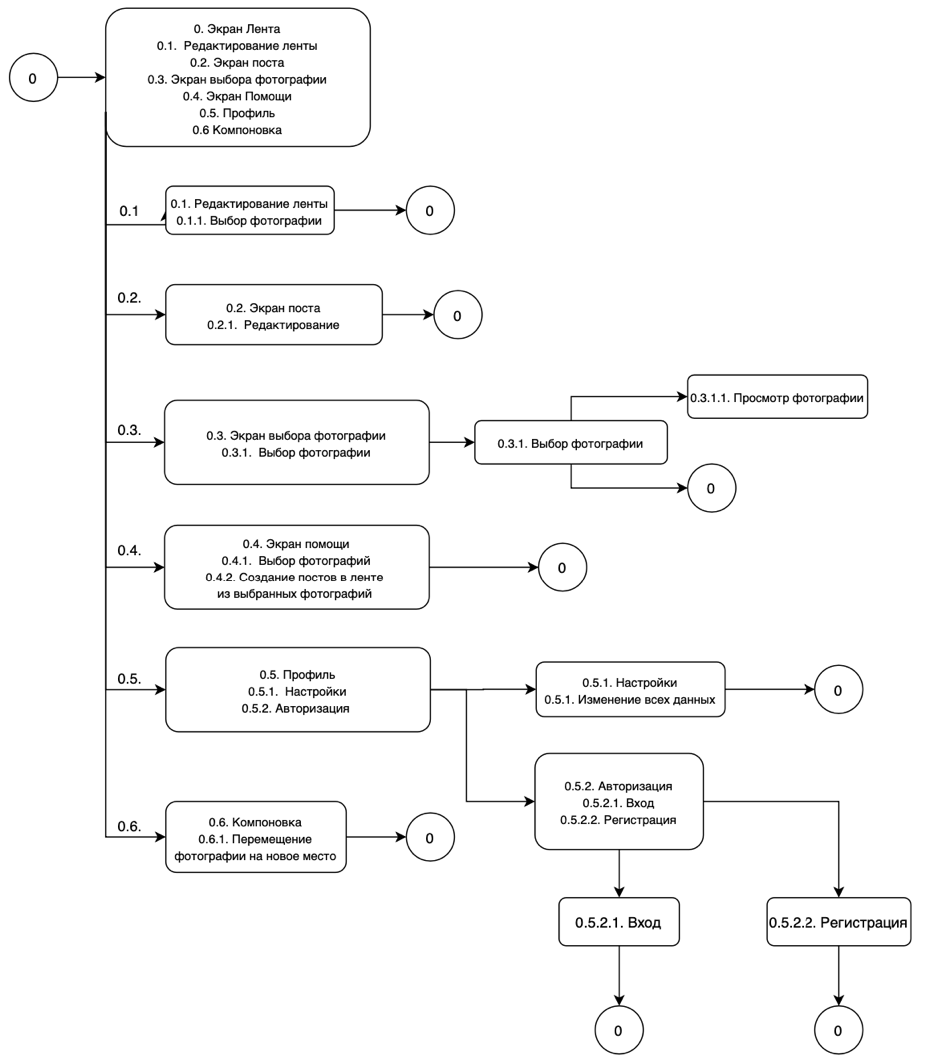 0
0. Экран Лента
0.1. Редактирование ленты
0.2. Экран поста
0.3. Экран выбора фотографии
0.4. Экран Помощи
0.5. Профиль
0.6 Компоновка
0.1
0.1. Редактирование ленты
0.1.1. Выбор фотографии
0
0.2.
0.2. Экран поста
0.2.1. Редактирование
0
0.3.
0.3. Экран выбора фотографии
0.3.1. Выбор фотографии
0.3.1. Выбор фотографии
0.3.1.1. Просмотр фотографии
0
0.4.
0.4. Экран помощи
0.4.1. Выбор фотографий
0.4.2. Создание постов в ленте
из выбранных фотографий
0
0.5.
0.5. Профиль
0.5.1. Настройки
0.5.2. Авторизация
0.5.1. Настройки
0.5.1. Изменение всех данных
0
0.5.2. Авторизация
0.5.2.1. Вход
0.5.2.2. Регистрация
0.6.
0.6. Компоновка
0.6.1. Перемещение
фотографии на новое место
0
0.5.2.1. Вход
0.5.2.2. Регистрация
0
0